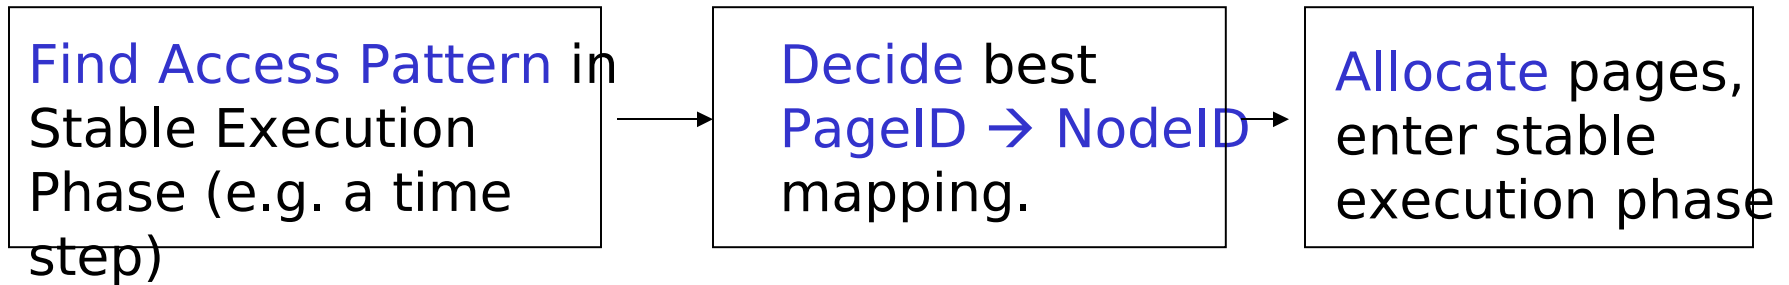 Find Access Pattern in
Stable Execution
Phase (e.g. a time
step)
Decide best
PageID → NodeID
mapping.
Allocate pages,
enter stable
execution phase